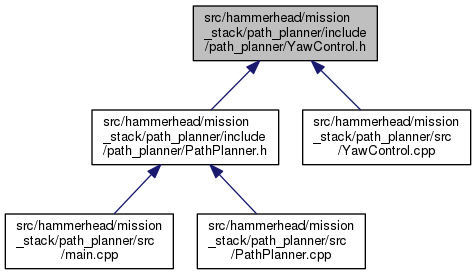 src/hammerhead/mission
_stack/path_planner/include
/path_planner/YawControl.h
src/hammerhead/mission
_stack/path_planner/include
/path_planner/PathPlanner.h
src/hammerhead/mission
_stack/path_planner/src
/YawControl.cpp
src/hammerhead/mission
_stack/path_planner/src
/main.cpp
src/hammerhead/mission
_stack/path_planner/src
/PathPlanner.cpp